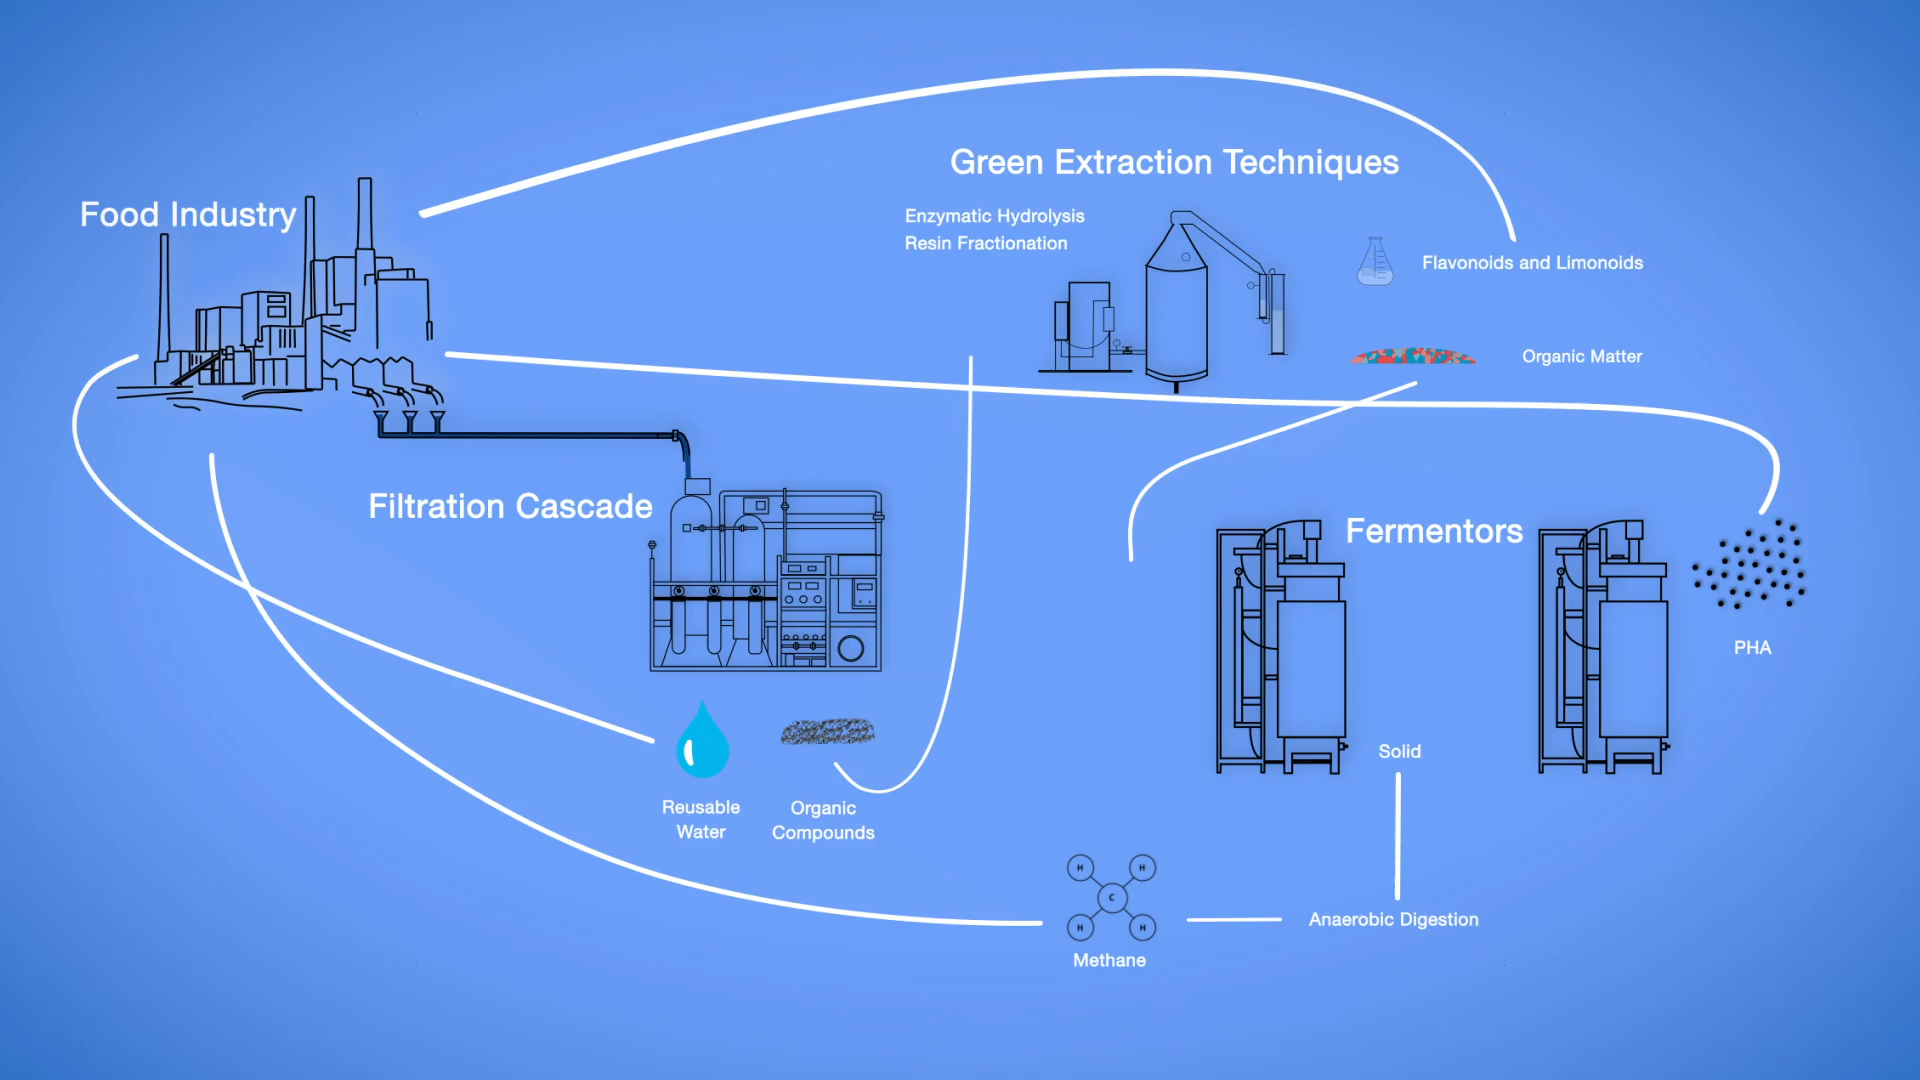 Green Extraction Techniques
Food Industry
Enzymatic Hydrolysis
Resin Fractionation
Flavonoids and Limonoids
Organic Matter
Filtration Cascade
Fermentors
PHA
Solid
Reusable
Water
Organic
Compounds
H
H
C
H
H
Anaerobic Digestion
Methane